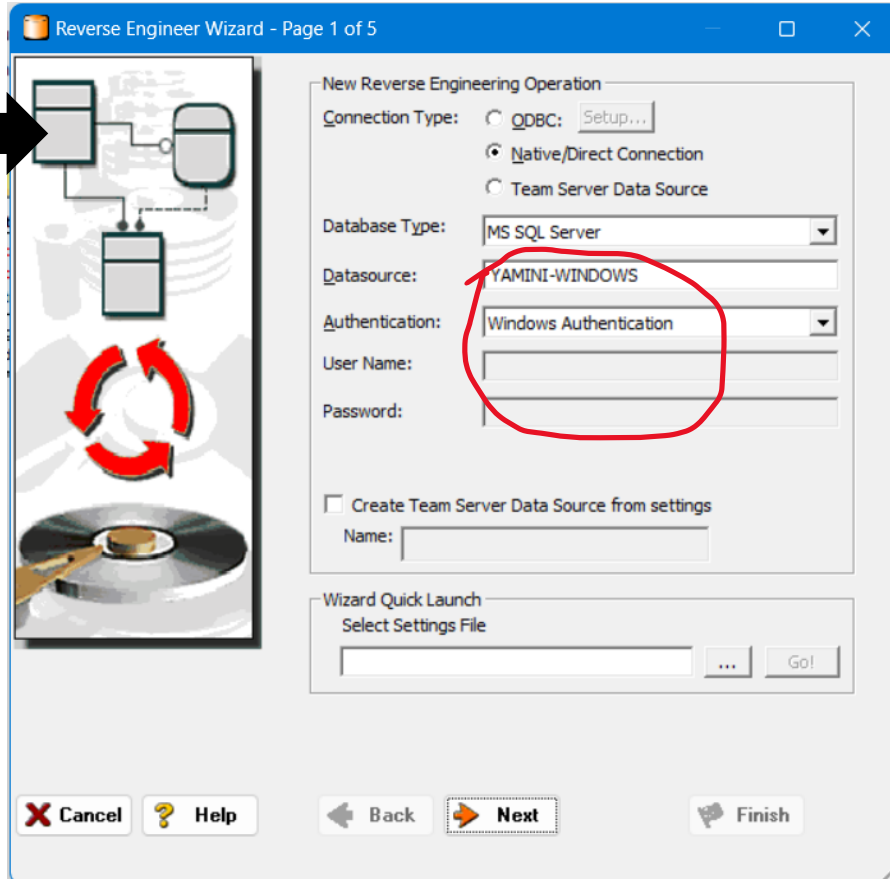 Reverse Engineer Wizard - Page 1 of 5
New Reverse Engineering Operation
Connection Type:
ODBC:
Setup...
Native/Direct Connection
Team Server Data Source
Database Type:
MS SQL Server
Datasource:
YAMINI-WINDOWS
Authentication:
Windows Authentication
User Name:
Password:
Create Team Server Data Source from settings
Name:
Wizard Quick Launch
Select Settings File
...
Go!
Cancel
Help
Back
Next
Finish